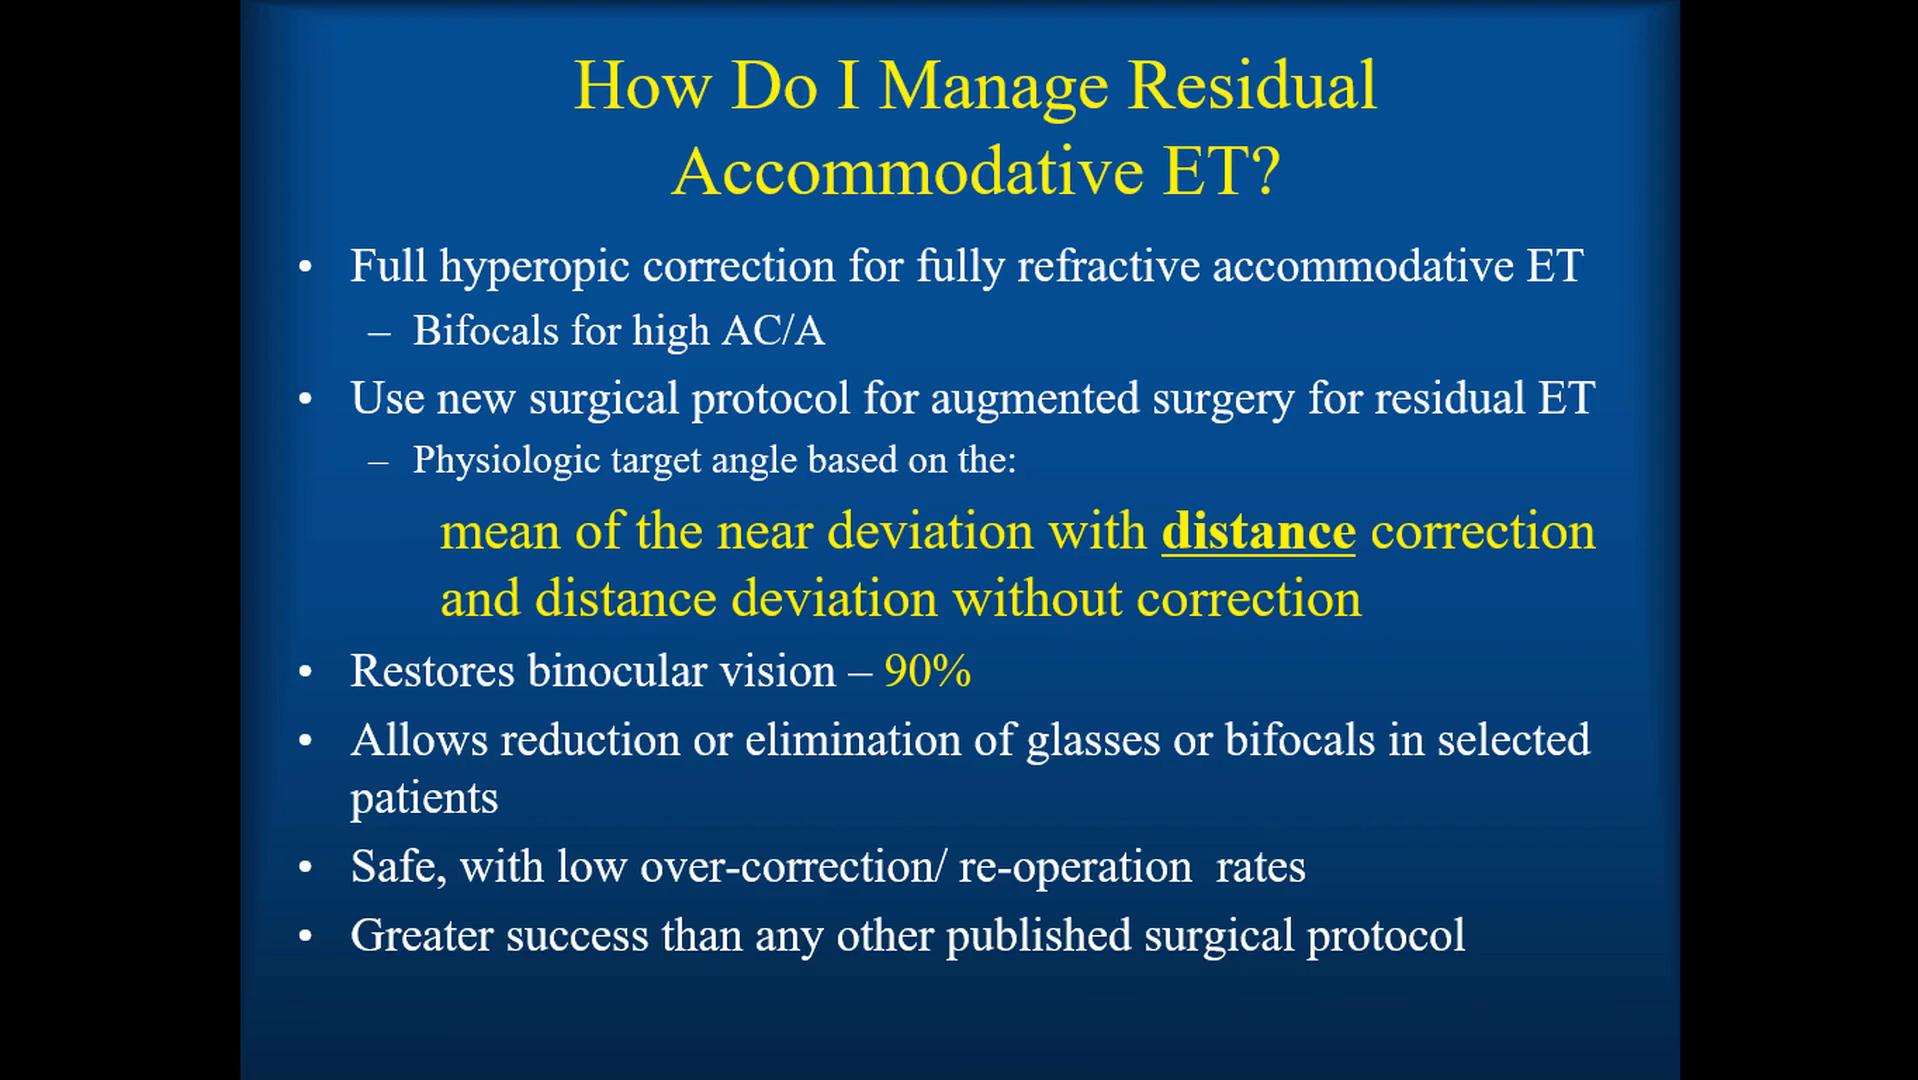 How Do I Manage Residual
Accommodative ET?
• Full hyperopic correction for fully refractive accommodative ET
– Bifocals for high AC/A
• Use new surgical protocol for augmented surgery for residual ET
– Physiologic target angle based on the:
mean of the near deviation with distance correction
and distance deviation without correction
• Restores binocular vision – 90%
• Allows reduction or elimination of glasses or bifocals in selected
patients
• Safe, with low over-correction/ re-operation  rates
• Greater success than any other published surgical protocol